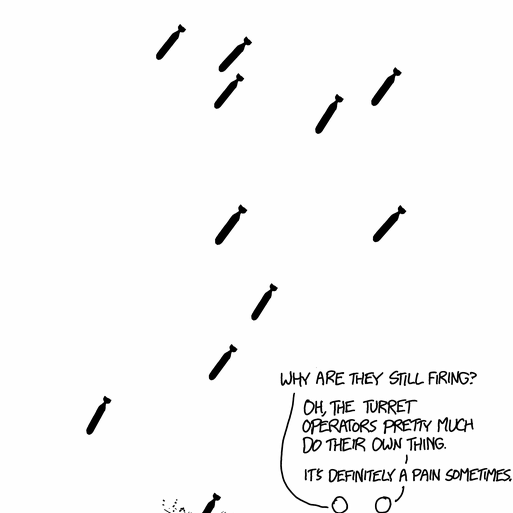 WHY ARE THEY STILL FIRING?
OH, THE TURRET
OPERATORS PRETTY MUCH
DO THEIR OWN THING.
IT'S DEFINITELY A PAIN SOMETIMES.